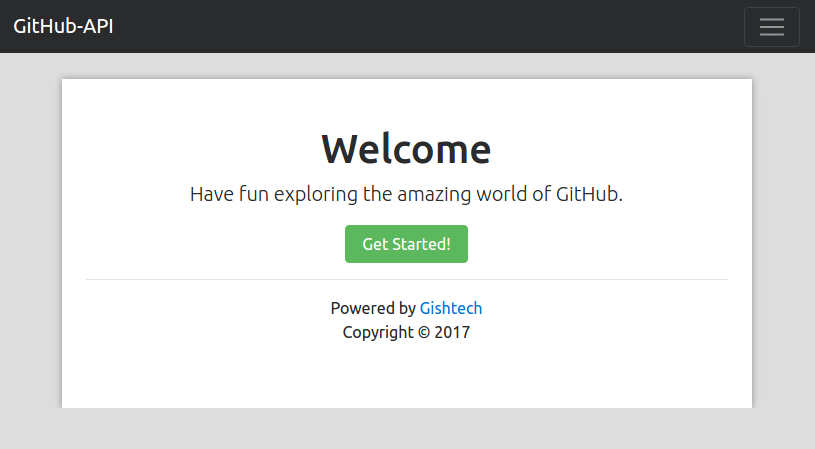 GitHub-API
Welcome
Have fun exploring the amazing world of GitHub.
Get Started!
Powered by Gishtech
Copyright © 2017